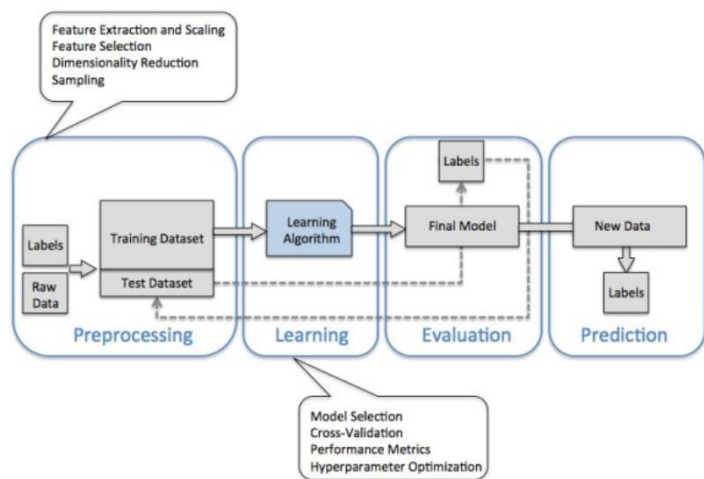 Feature Extraction and Scaling
Feature Selection
Dimensionality Reduction
Sampling
Labels
Raw
Data
Training Dataset
Test Dataset
Preprocessing
Learning
Algorithm
Learning
Labels
Final Model
Evaluation
New Data
Labels
Prediction
Model Selection
Cross-Validation
Performance Metrics
Hyperparameter Optimization